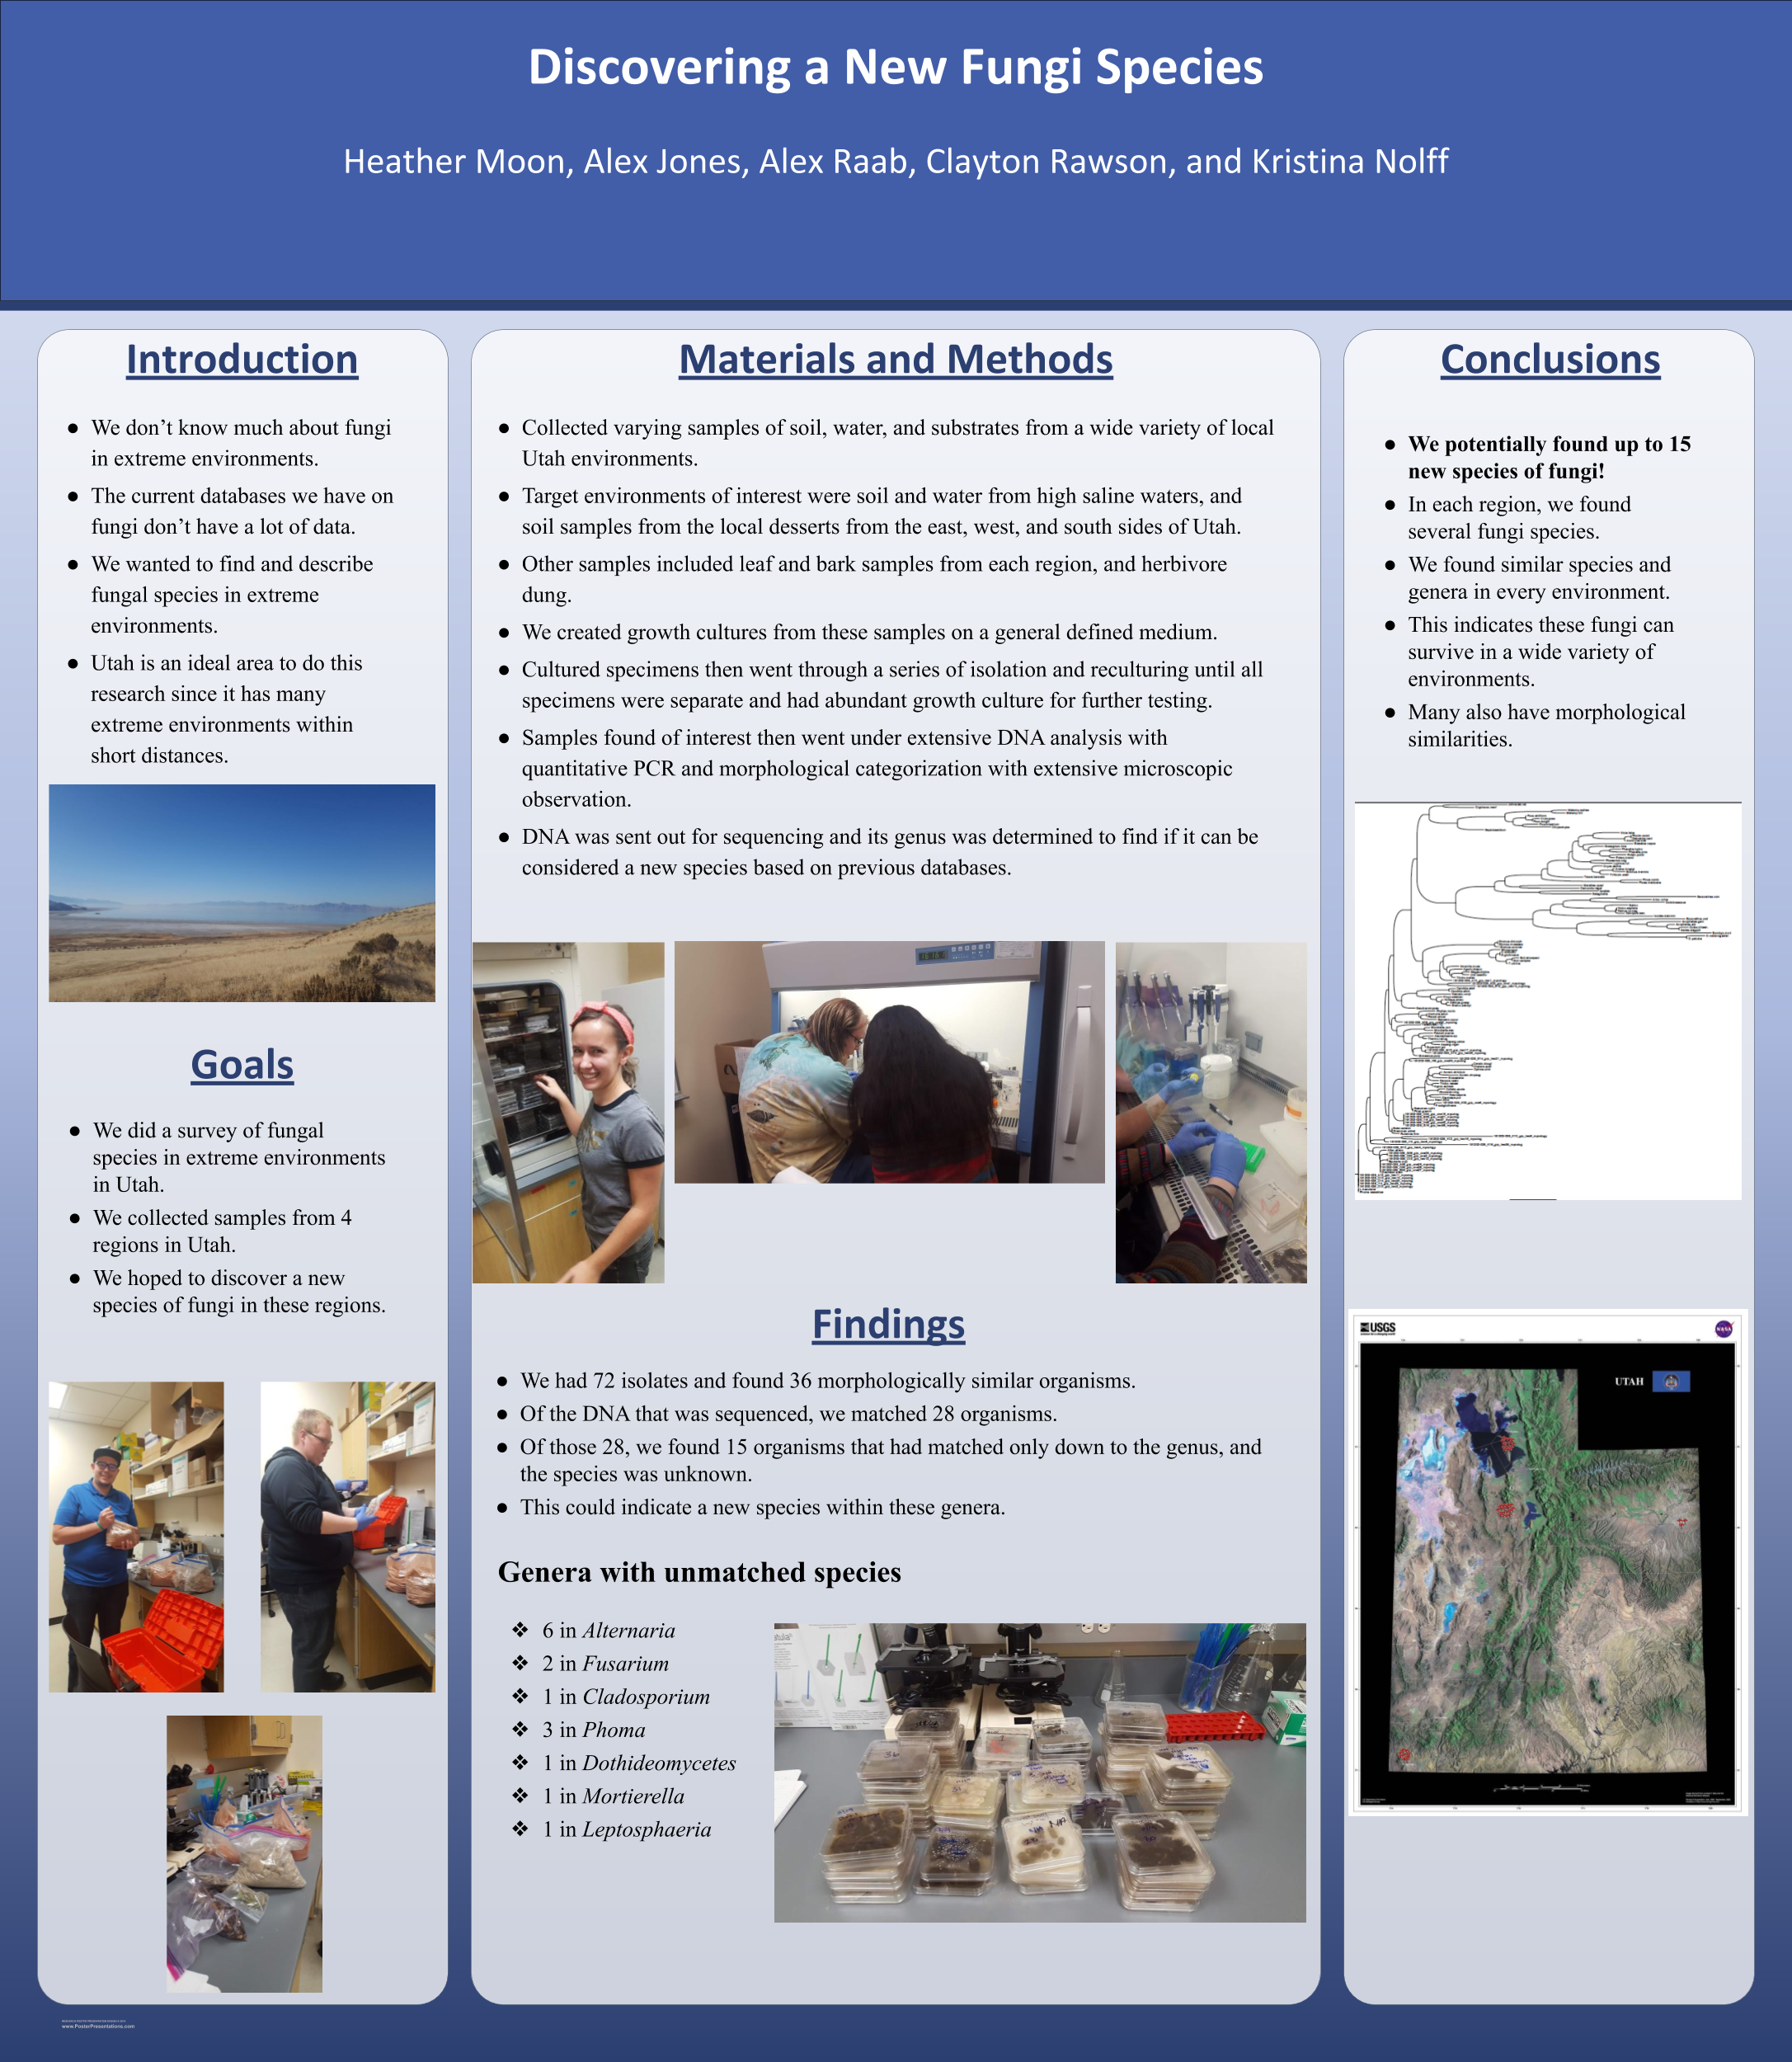 Discovering a New Fungi Species
Heather Moon, Alex Jones, Alex Raab, Clayton Rawson, and Kristina Nolff
Introduction
● We don’t know much about fungi
in extreme environments.
● The current databases we have on
fungi don’t have a lot of data.
● We wanted to find and describe
fungal species in extreme
environments.
● Utah is an ideal area to do this
research since it has many
extreme environments within
short distances.
Goals
● We did a survey of fungal
species in extreme environments
in Utah.
● We collected samples from 4
regions in Utah.
● We hoped to discover a new
species of fungi in these regions.
Materials and Methods
● Collected varying samples of soil, water, and substrates from a wide variety of local
Utah environments.
● Target environments of interest were soil and water from high saline waters, and
soil samples from the local desserts from the east, west, and south sides of Utah.
● Other samples included leaf and bark samples from each region, and herbivore
dung.
● We created growth cultures from these samples on a general defined medium.
● Cultured specimens then went through a series of isolation and reculturing until all
specimens were separate and had abundant growth culture for further testing.
● Samples found of interest then went under extensive DNA analysis with
quantitative PCR and morphological categorization with extensive microscopic
observation.
● DNA was sent out for sequencing and its genus was determined to find if it can be
considered a new species based on previous databases.
Findings
● We had 72 isolates and found 36 morphologically similar organisms.
● Of the DNA that was sequenced, we matched 28 organisms.
● Of those 28, we found 15 organisms that had matched only down to the genus, and
the species was unknown.
● This could indicate a new species within these genera.
Genera with unmatched species
❖ 6 in Alternaria
❖ 2 in Fusarium
❖ 1 in Cladosporium
❖ 3 in Phoma
❖ 1 in Dothideomycetes
❖ 1 in Mortierella
❖ 1 in Leptosphaeria
Conclusions
● We potentially found up to 15
new species of fungi!
● In each region, we found
several fungi species.
● We found similar species and
genera in every environment.
● This indicates these fungi can
survive in a wide variety of
environments.
● Many also have morphological
similarities.
USGS
NASA
UTAH
www.PosterPresentations.com